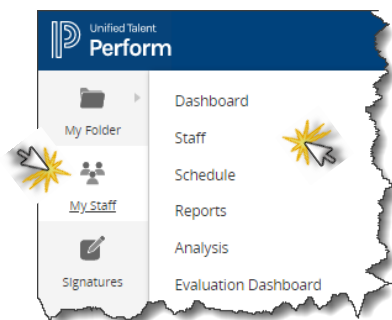 Unified Talent
Perform
My Folder
My Staff
Signatures
Dashboard
Staff
Schedule
Reports
Analysis
Evaluation Dashboard